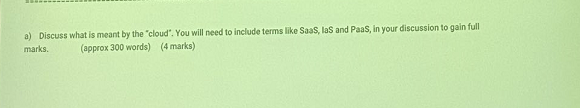 a) Discuss what is meant by the "cloud". You will need to include terms like SaaS, IaS and PaaS, in your discussion to gain full
marks. (approx 300 words) (4 marks)